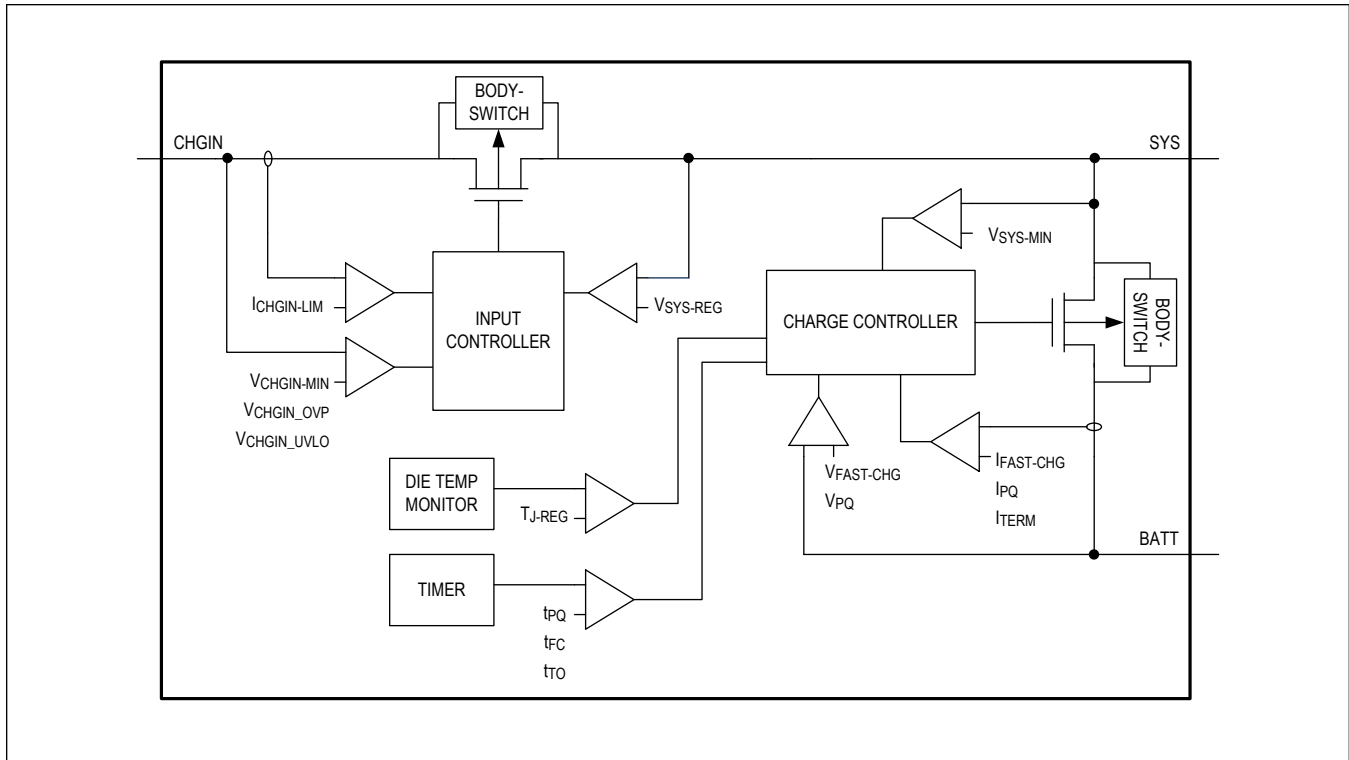 BODY-
SWITCH
CHGIN
SYS
VSYS-MIN
ICHGIN-LIM
INPUT
CONTROLLER
VSYS-REG
CHARGE CONTROLLER
BODY-
SWITCH
VCHGIN-MIN
VCHGIN_OVP
VCHGIN_UVLO
VFAST-CHG
VPQ
IFAST-CHG
IPQ
ITERM
DIE TEMP
MONITOR
TJ-REG
BATT
TIMER
tPQ
tFC
tTO